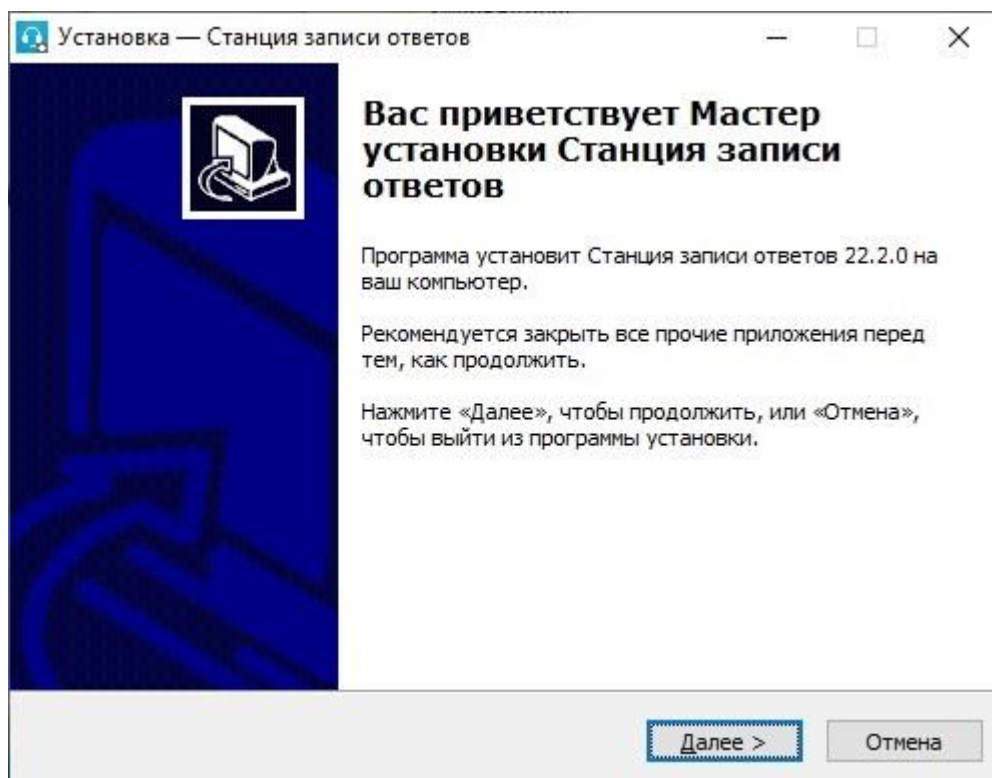 Установка — Станция записи ответов
Вас приветствует Мастер
установки Станция записи
ответов
Программа установит Станция записи ответов 22.2.0 на
ваш компьютер.
Рекомендуется закрыть все прочие приложения перед
тем, как продолжить.
Нажмите «Далее», чтобы продолжить, или «Отмена»,
чтобы выйти из программы установки.
Далее >
Отмена